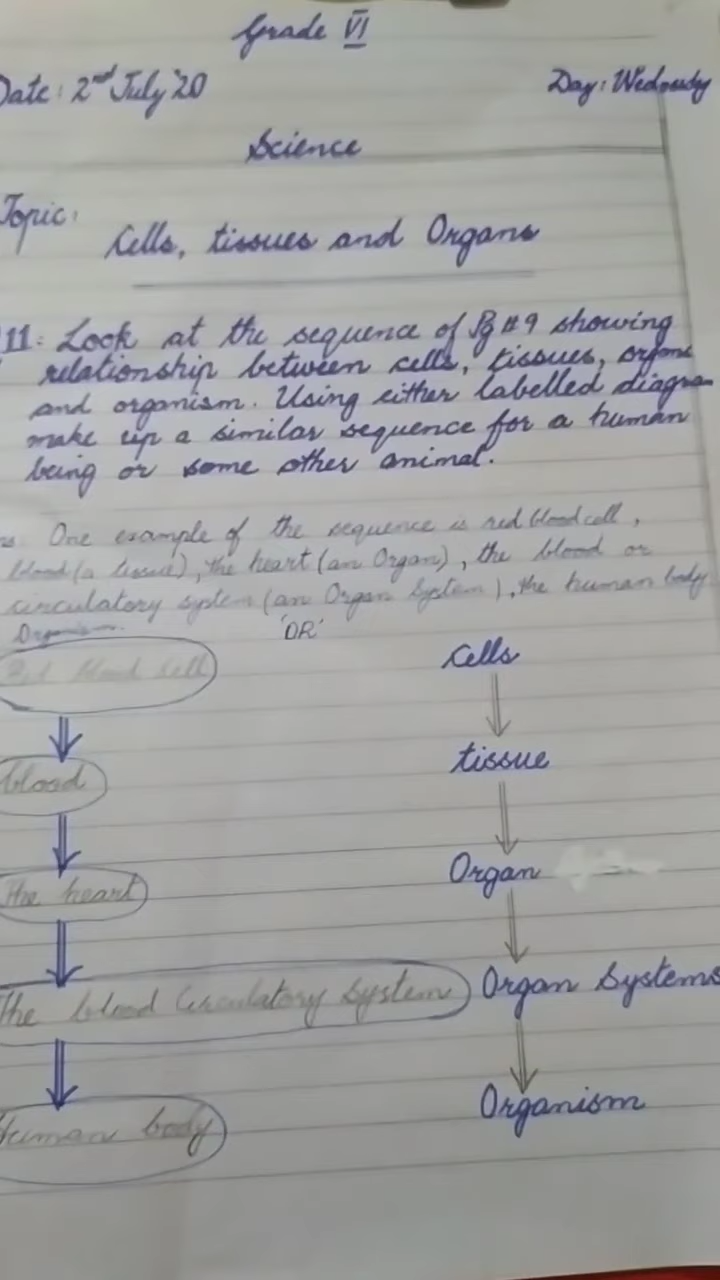 Grade VI
Date: 2nd July '20 Day: Wednesday
Science
Topic:
Cells, tissues and Organs
11: Look at the sequence of Pg # 9 showing
relationship between cells, tissues, organs
and organism. Using either labelled diagram
make up a similar sequence for a human
being or some other animal.
ns. One example of the sequence is red blood cell,
blood (a tissue), the heart (an Organ), the blood or
circulatory system (an Organ System), the human body
Organism.
'OR'
Red blood cell Cells
blood tissue
The heart Organ
The blood Circulatory System Organ Systems
Human body Organism